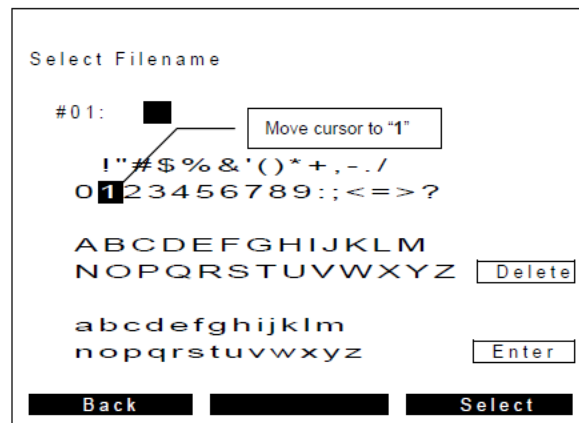 Select Filename
#01:
Move cursor to “1”
!"#$%&'()*+,-./
0123456789:;<=>?
ABCDEFGHIJKLM
NOPQRSTUVWXYZ
Delete
abcdefghijklm
nopqrstuvwxyz
Enter
Back
Select